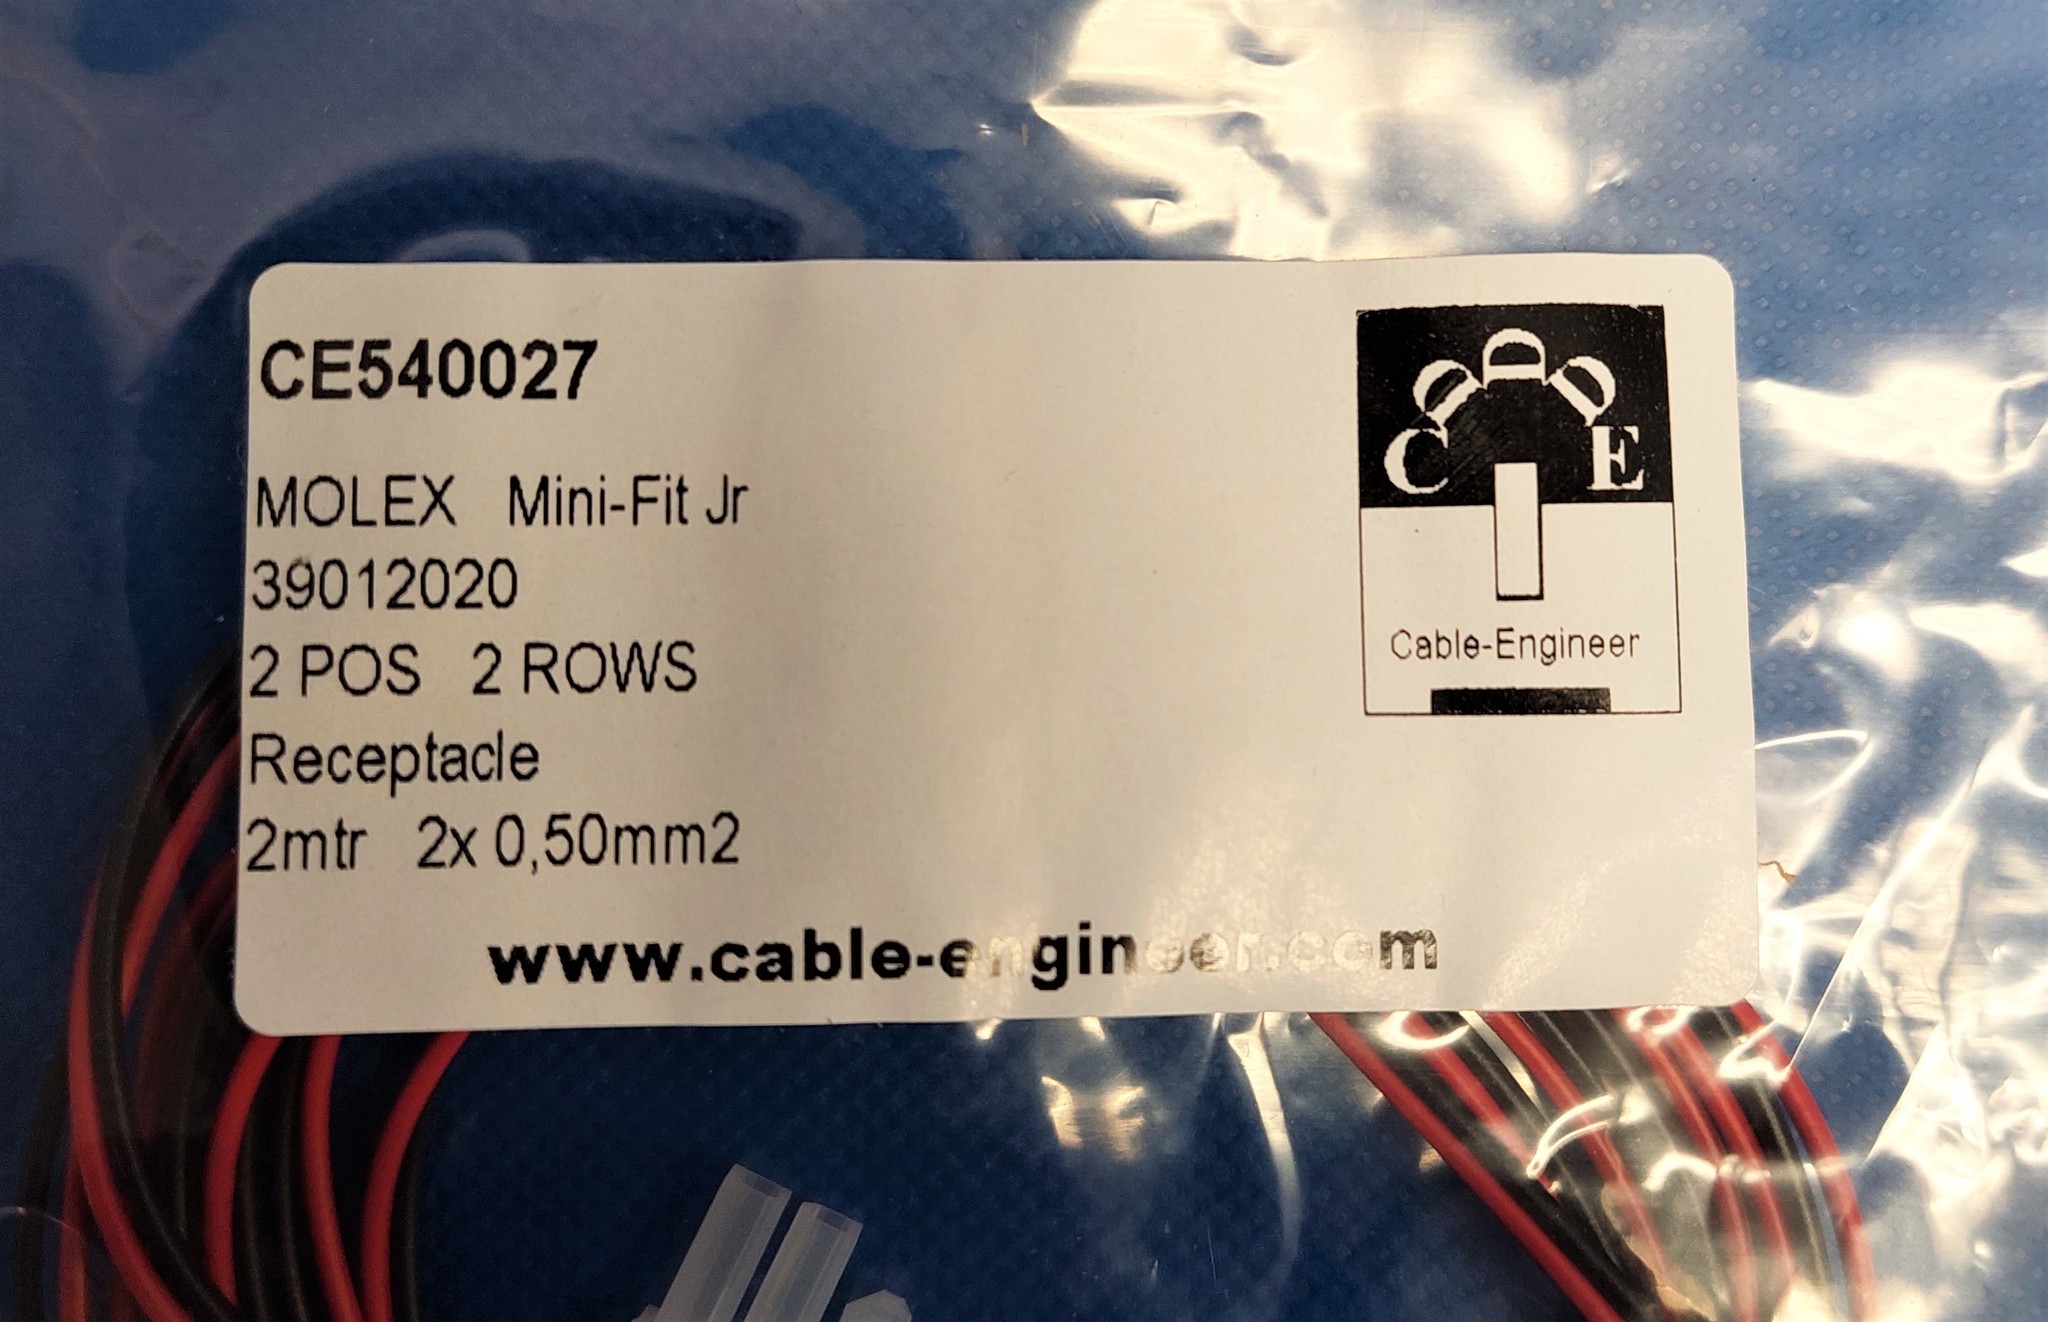 CE540027
C E
Cable-Engineer
MOLEX Mini-Fit Jr
39012020
2 POS 2 ROWS
Receptacle
2mtr 2x 0,50mm2
www.cable-engineer.com